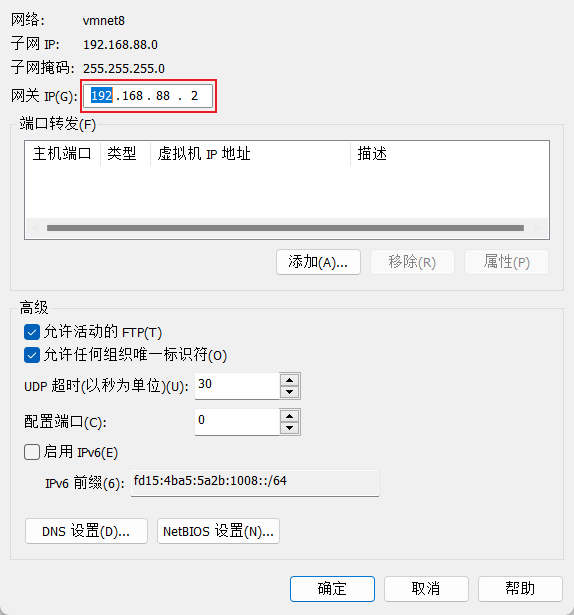 网络: vmnet8
子网 IP: 192.168.88.0
子网掩码: 255.255.255.0
网关 IP(G): 192 . 168 . 88 . 2
端口转发(F)
主机端口 类型 虚拟机 IP 地址 描述
添加(A)... 移除(R) 属性(P)
高级
允许活动的 FTP(T)
允许任何组织唯一标识符(O)
UDP 超时(以秒为单位)(U): 30
配置端口(C): 0
启用 IPv6(E)
IPv6 前缀(6): fd15:4ba5:5a2b:1008::/64
DNS 设置(D)... NetBIOS 设置(N)...
确定 取消 帮助